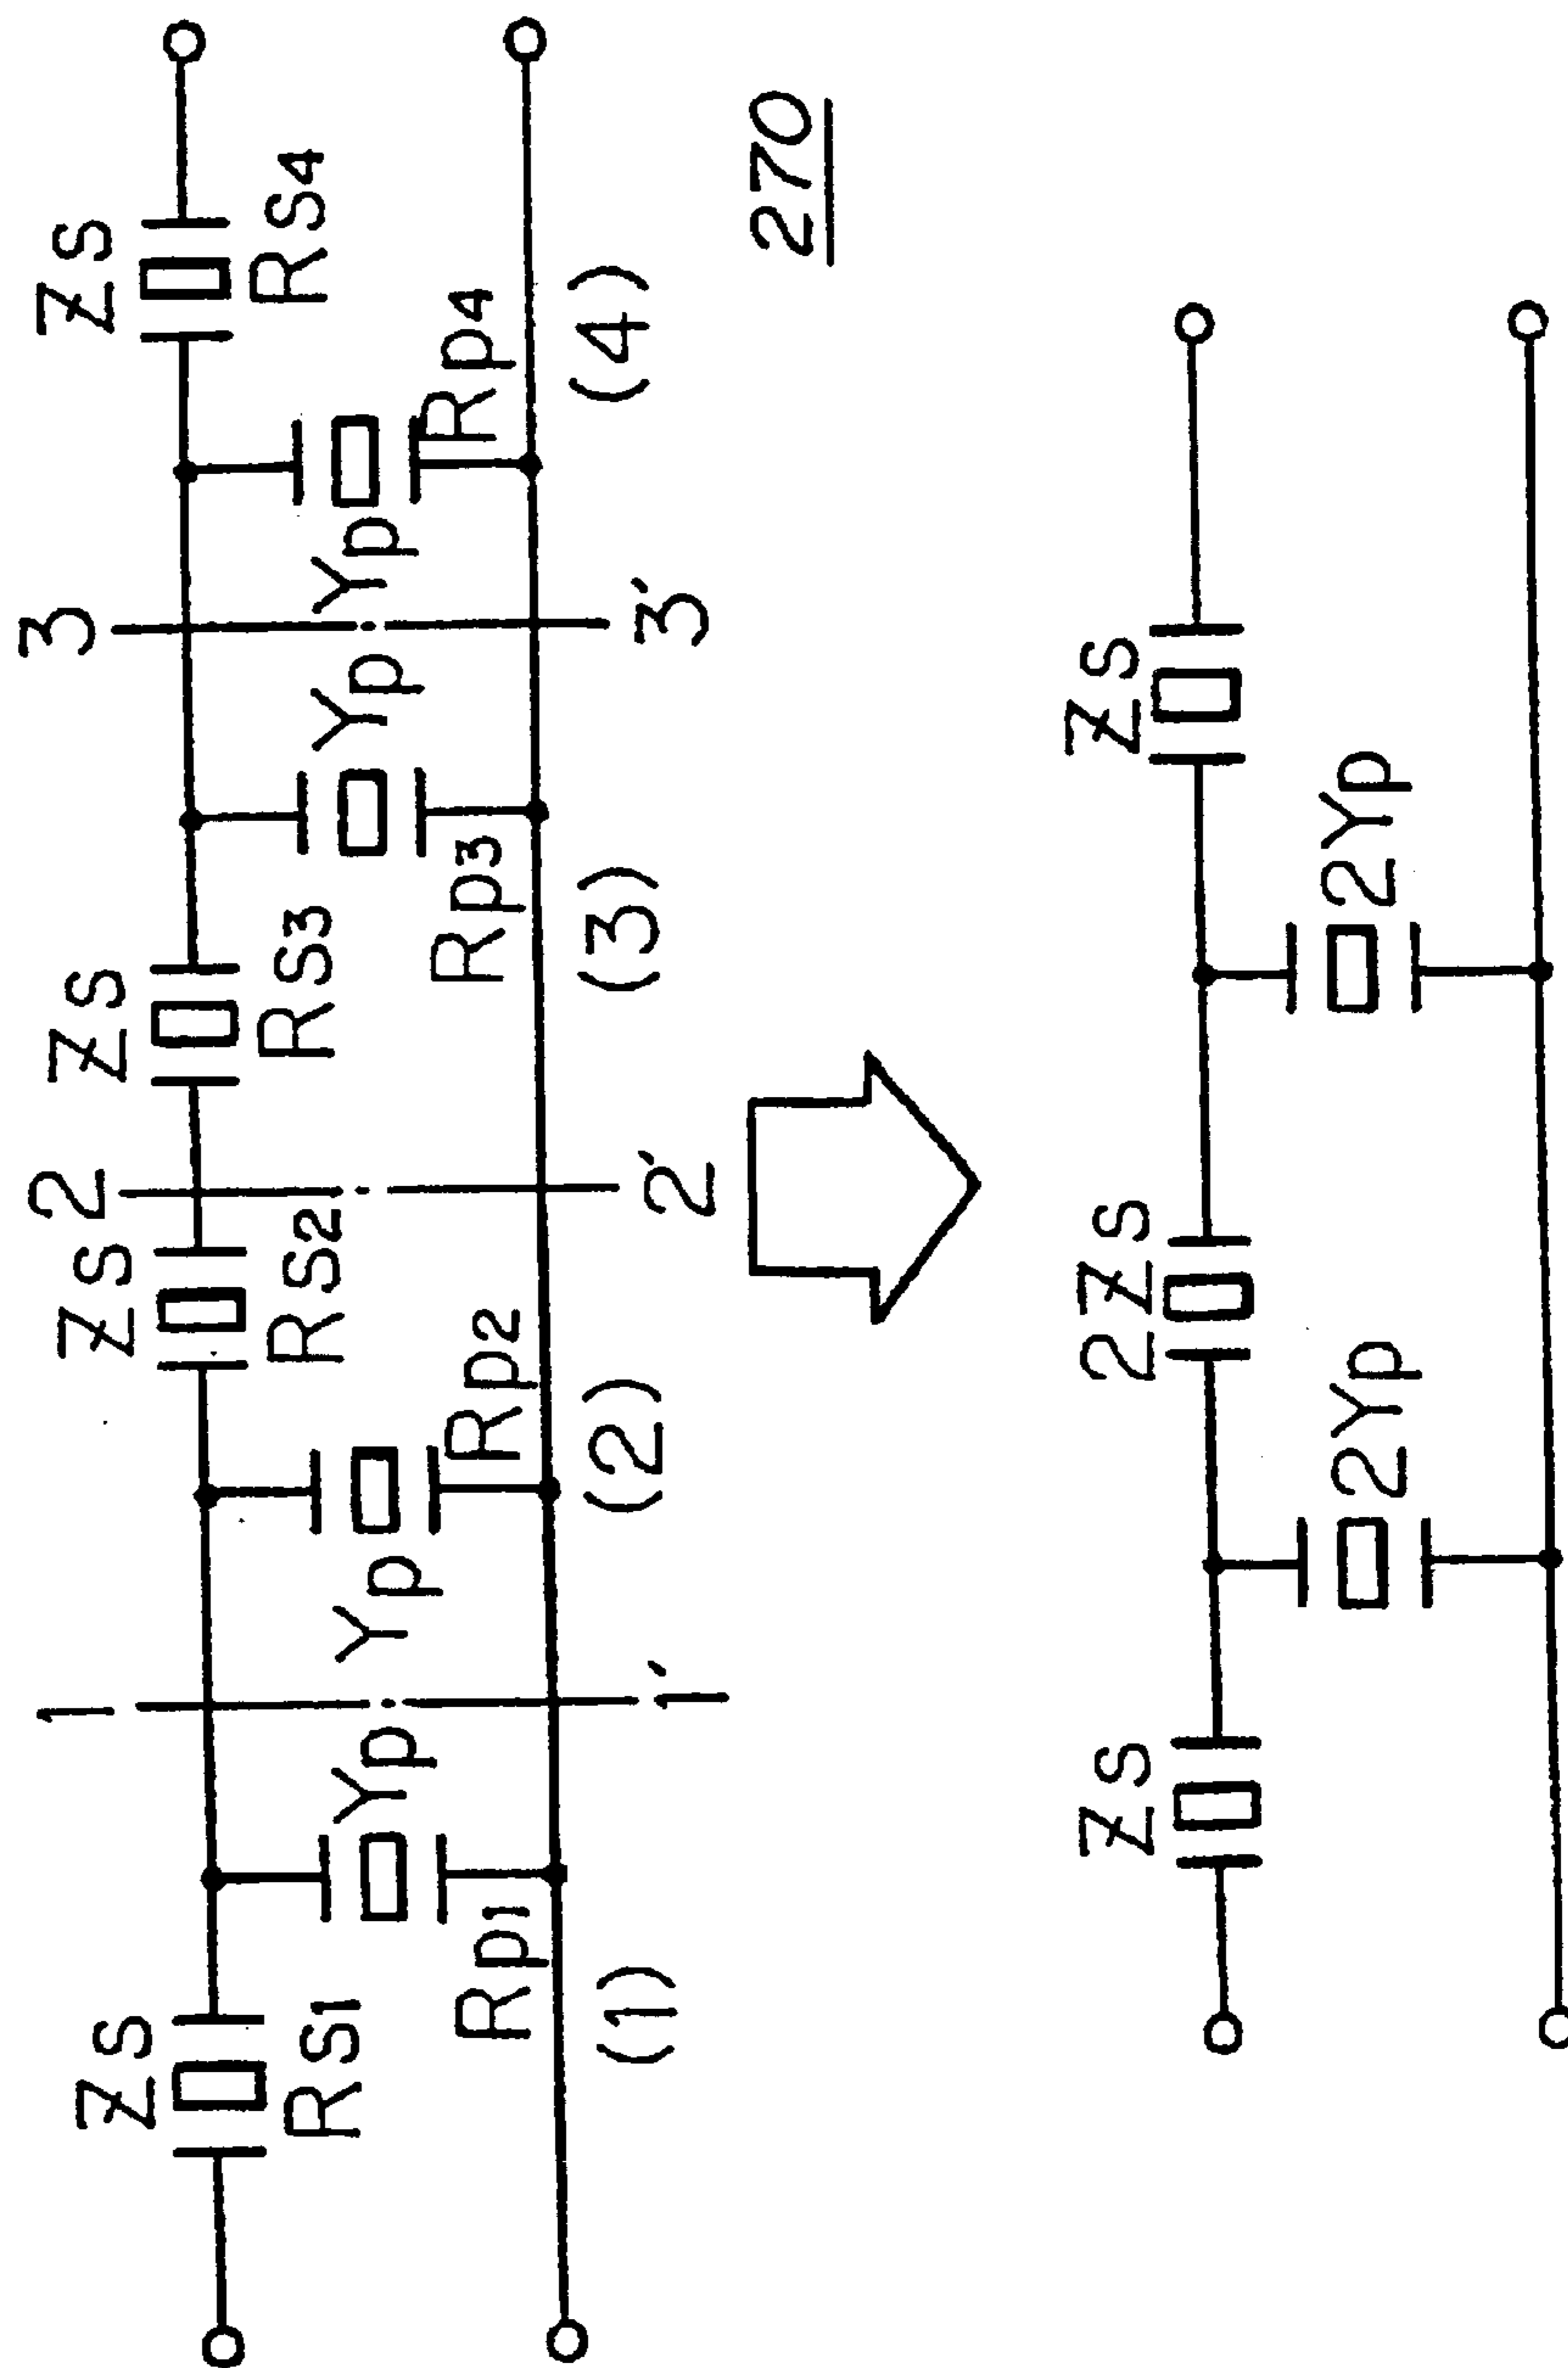 1 2 3
Zs Zs Zs Zs
Rs1 Rs2 Rs3 Rs4
Yp Yp Yp Yp
Rp1 Rp2 Rp3 Rp4
1' 2' 3'
(1) (2) (3) (4)
270
Zs 2Zs Zs
2Yp 2Yp